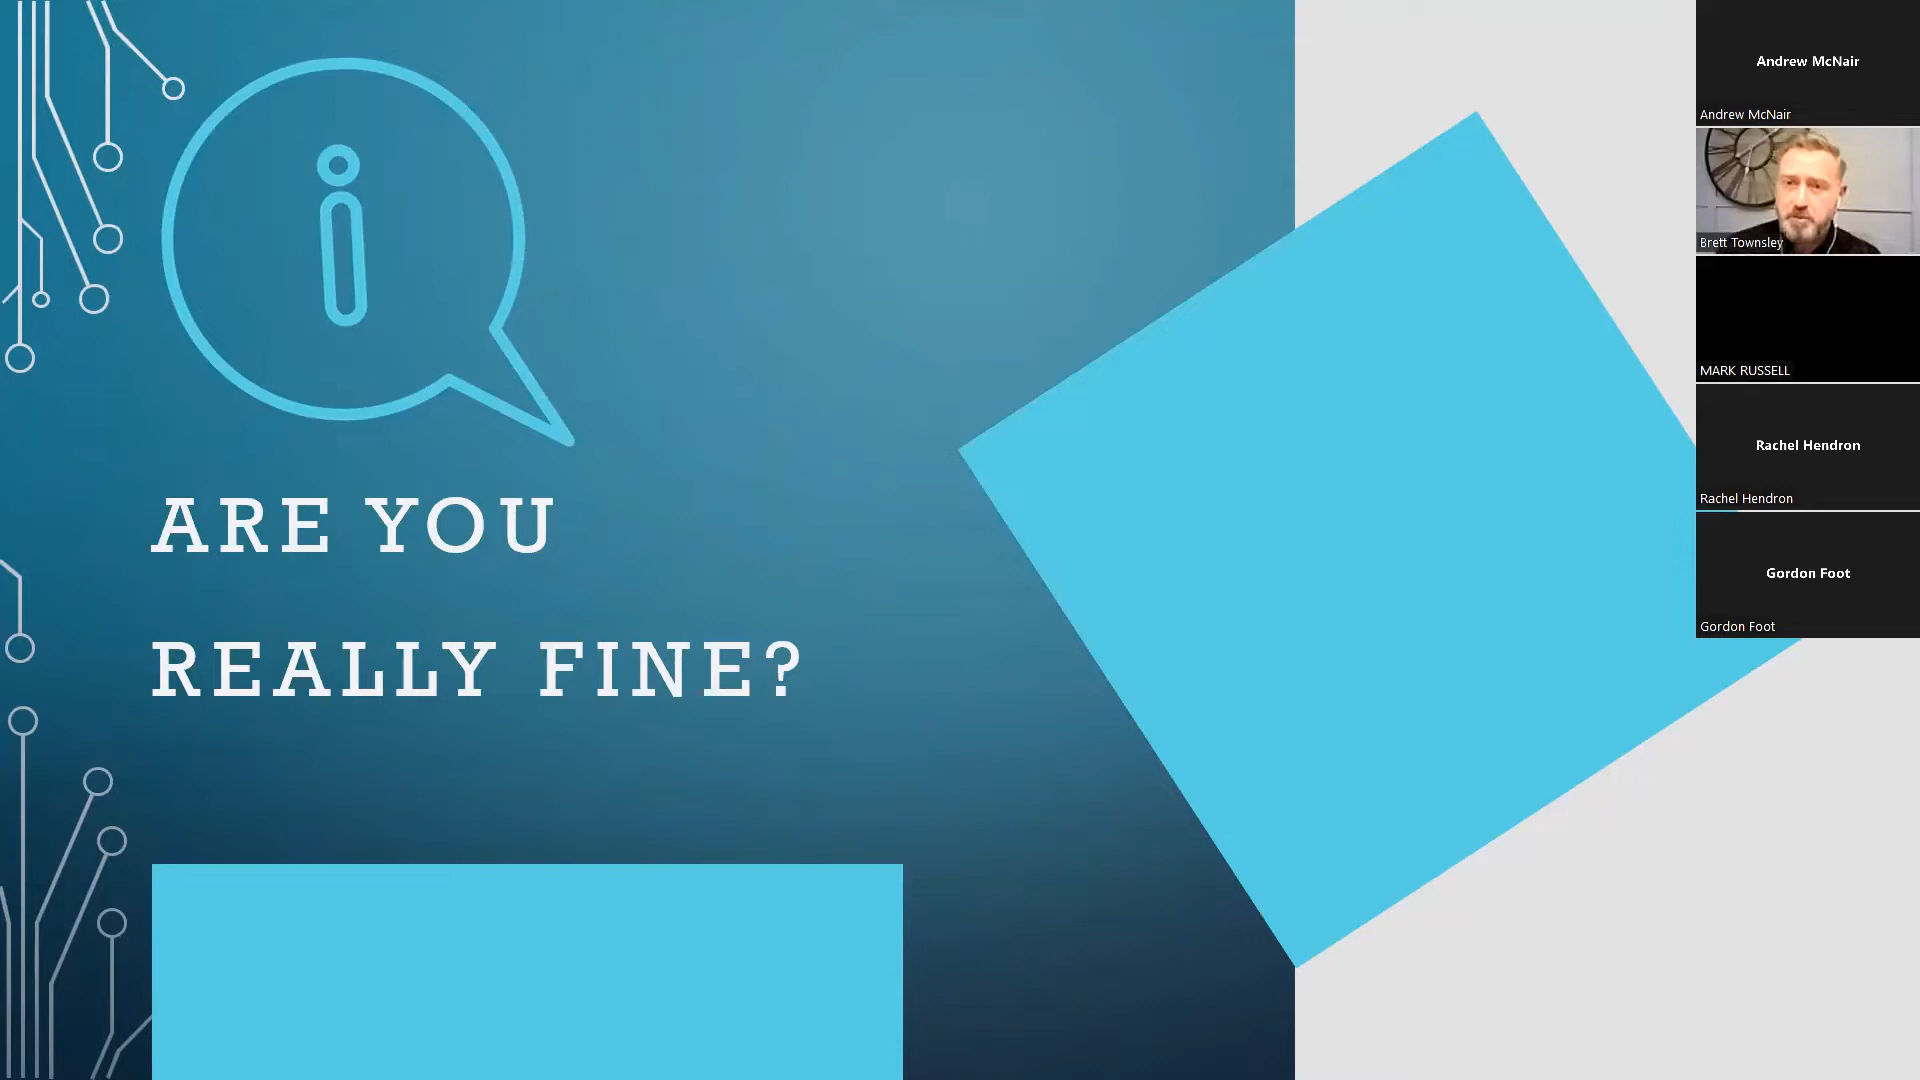 ARE YOU
REALLY FINE?
Andrew McNair
Andrew McNair
Brett Townsley
MARK RUSSELL
Rachel Hendron
Rachel Hendron
Gordon Foot
Gordon Foot